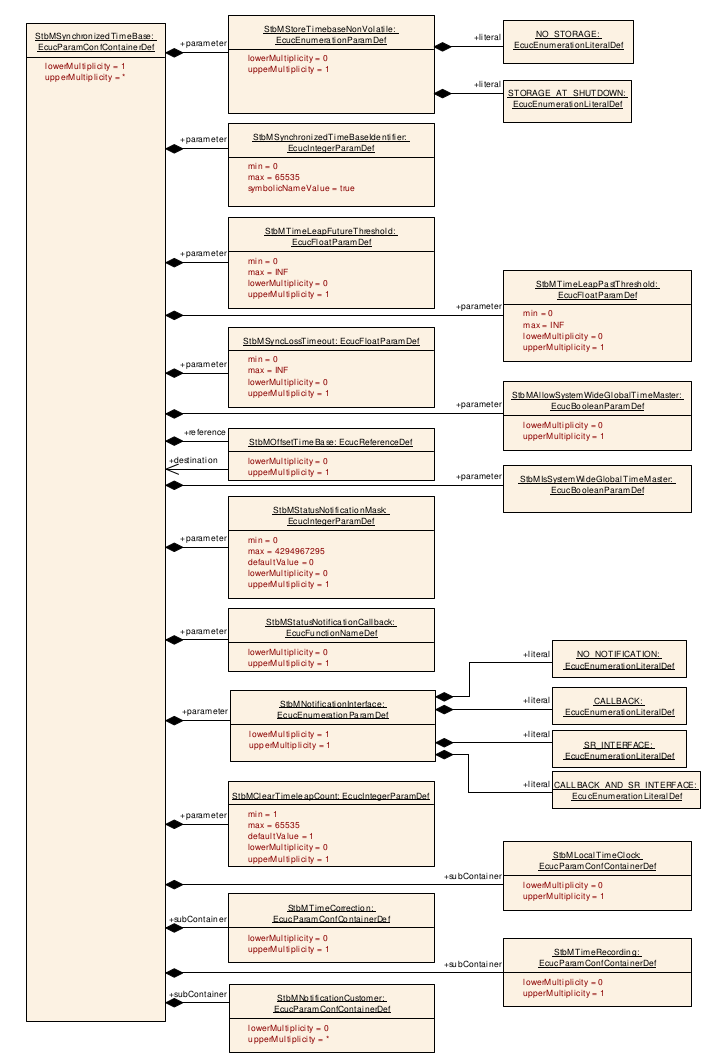 StbMSynchronizedTimeBase:
EcucParamConfContainerDef
lowerMultiplicity = 1
upperMultiplicity = *
+parameter
StbMStoreTimebaseNonVolatile:
EcucEnumerationParamDef
lowerMultiplicity = 0
upperMultiplicity = 1
+literal
NO_STORAGE:
EcucEnumerationLiteralDef
+literal
STORAGE_AT_SHUTDOWN:
EcucEnumerationLiteralDef
+parameter
StbMSynchronizedTimeBaseIdentifier:
EcucIntegerParamDef
min = 0
max = 65535
symbolicNameValue = true
+parameter
StbMTimeLeapFutureThreshold:
EcucFloatParamDef
min = 0
max = INF
lowerMultiplicity = 0
upperMultiplicity = 1
+parameter
StbMTimeLeapPastThreshold:
EcucFloatParamDef
min = 0
max = INF
lowerMultiplicity = 0
upperMultiplicity = 1
+parameter
StbMSyncLossTimeout: EcucFloatParamDef
min = 0
max = INF
lowerMultiplicity = 0
upperMultiplicity = 1
+parameter
StbMAllowSystemWideGlobalTimeMaster:
EcucBooleanParamDef
lowerMultiplicity = 0
upperMultiplicity = 1
+reference
StbMOffsetTimeBase: EcucReferenceDef
lowerMultiplicity = 0
upperMultiplicity = 1
+destination
+parameter
StbMIsSystemWideGlobalTimeMaster:
EcucBooleanParamDef
+parameter
StbMStatusNotificationMask:
EcucIntegerParamDef
min = 0
max = 4294967295
defaultValue = 0
lowerMultiplicity = 0
upperMultiplicity = 1
+parameter
StbMStatusNotificationCallback:
EcucFunctionNameDef
lowerMultiplicity = 0
upperMultiplicity = 1
+parameter
StbMNotificationInterface:
EcucEnumerationParamDef
lowerMultiplicity = 1
upperMultiplicity = 1
+literal
NO_NOTIFICATION:
EcucEnumerationLiteralDef
+literal
CALLBACK:
EcucEnumerationLiteralDef
+literal
SR_INTERFACE:
EcucEnumerationLiteralDef
+literal
CALLBACK_AND_SR_INTERFACE:
EcucEnumerationLiteralDef
+parameter
StbMClearTimeleapCount: EcucIntegerParamDef
min = 1
max = 65535
defaultValue = 1
lowerMultiplicity = 0
upperMultiplicity = 1
+subContainer
StbMLocalTimeClock:
EcucParamConfContainerDef
lowerMultiplicity = 0
upperMultiplicity = 1
+subContainer
StbMTimeCorrection:
EcucParamConfContainerDef
lowerMultiplicity = 0
upperMultiplicity = 1
+subContainer
StbMTimeRecording:
EcucParamConfContainerDef
lowerMultiplicity = 0
upperMultiplicity = 1
+subContainer
StbMNotificationCustomer:
EcucParamConfContainerDef
lowerMultiplicity = 0
upperMultiplicity = *